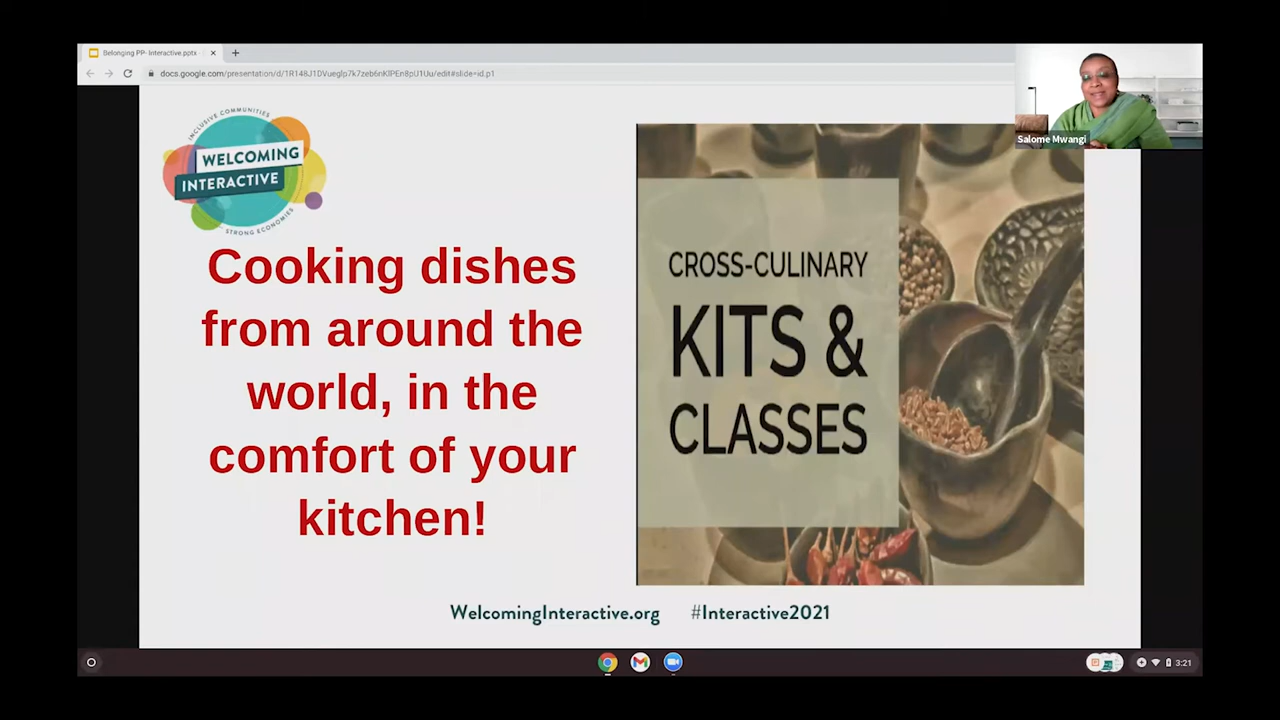 Belonging PP- Interactive.pptx
docs.google.com/presentation/d/1R148J1DVueglp7k7zeb6nKlPEn8pU1Uu/edit#slide=id.p1
Salome Mwangi
INCLUSIVE COMMUNITIES
WELCOMING
INTERACTIVE
STRONG ECONOMIES
Cooking dishes
from around the
world, in the
comfort of your
kitchen!
CROSS-CULINARY
KITS &
CLASSES
WelcomingInteractive.org #Interactive2021
3:21